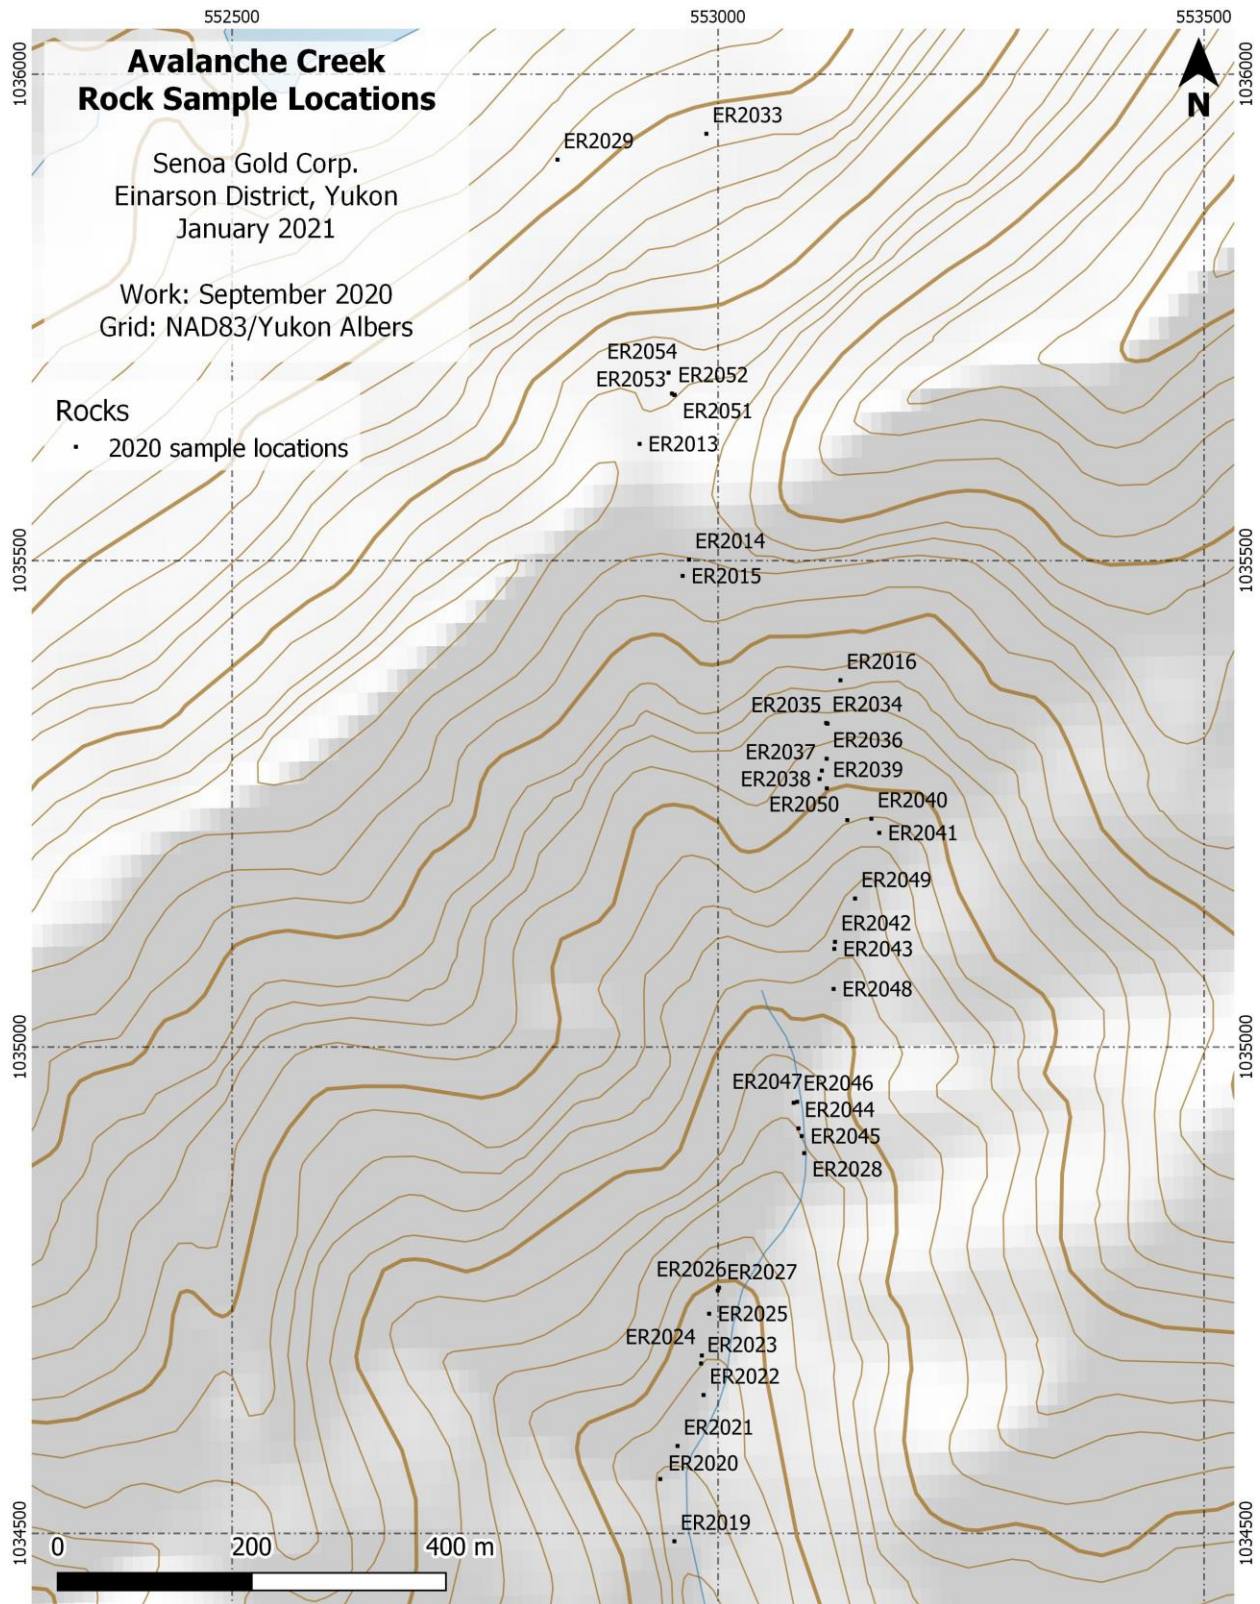 552500
553000
553500
Avalanche Creek
Rock Sample Locations
Senoa Gold Corp.
Einarson District, Yukon
January 2021
Work: September 2020
Grid: NAD83/Yukon Albers
Rocks
2020 sample locations
N
1036000
1036000
ER2033
ER2029
ER2054
ER2053
ER2052
ER2051
ER2013
1035500
1035500
ER2014
ER2015
ER2016
ER2035
ER2034
ER2036
ER2037
ER2039
ER2038
ER2050
ER2040
ER2041
ER2049
ER2042
ER2043
ER2048
1035000
1035000
ER2047
ER2046
ER2044
ER2045
ER2028
ER2026
ER2027
ER2025
ER2024
ER2023
ER2022
ER2021
ER2020
ER2019
1034500
1034500
0 200 400 m